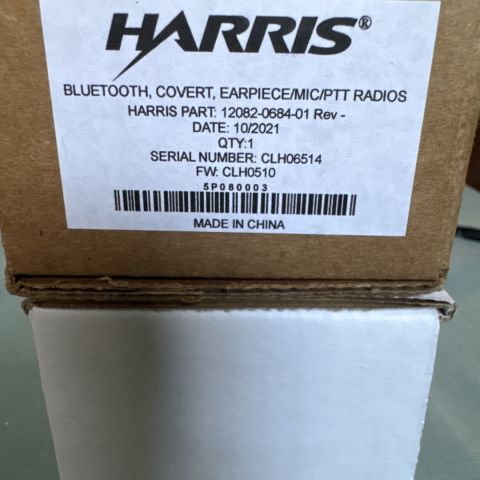 HARRIS®
BLUETOOTH, COVERT, EARPIECE/MIC/PTT RADIOS
HARRIS PART: 12082-0684-01 Rev -
DATE: 10/2021
QTY:1
SERIAL NUMBER: CLH06514
FW: CLH0510
5P080003
MADE IN CHINA